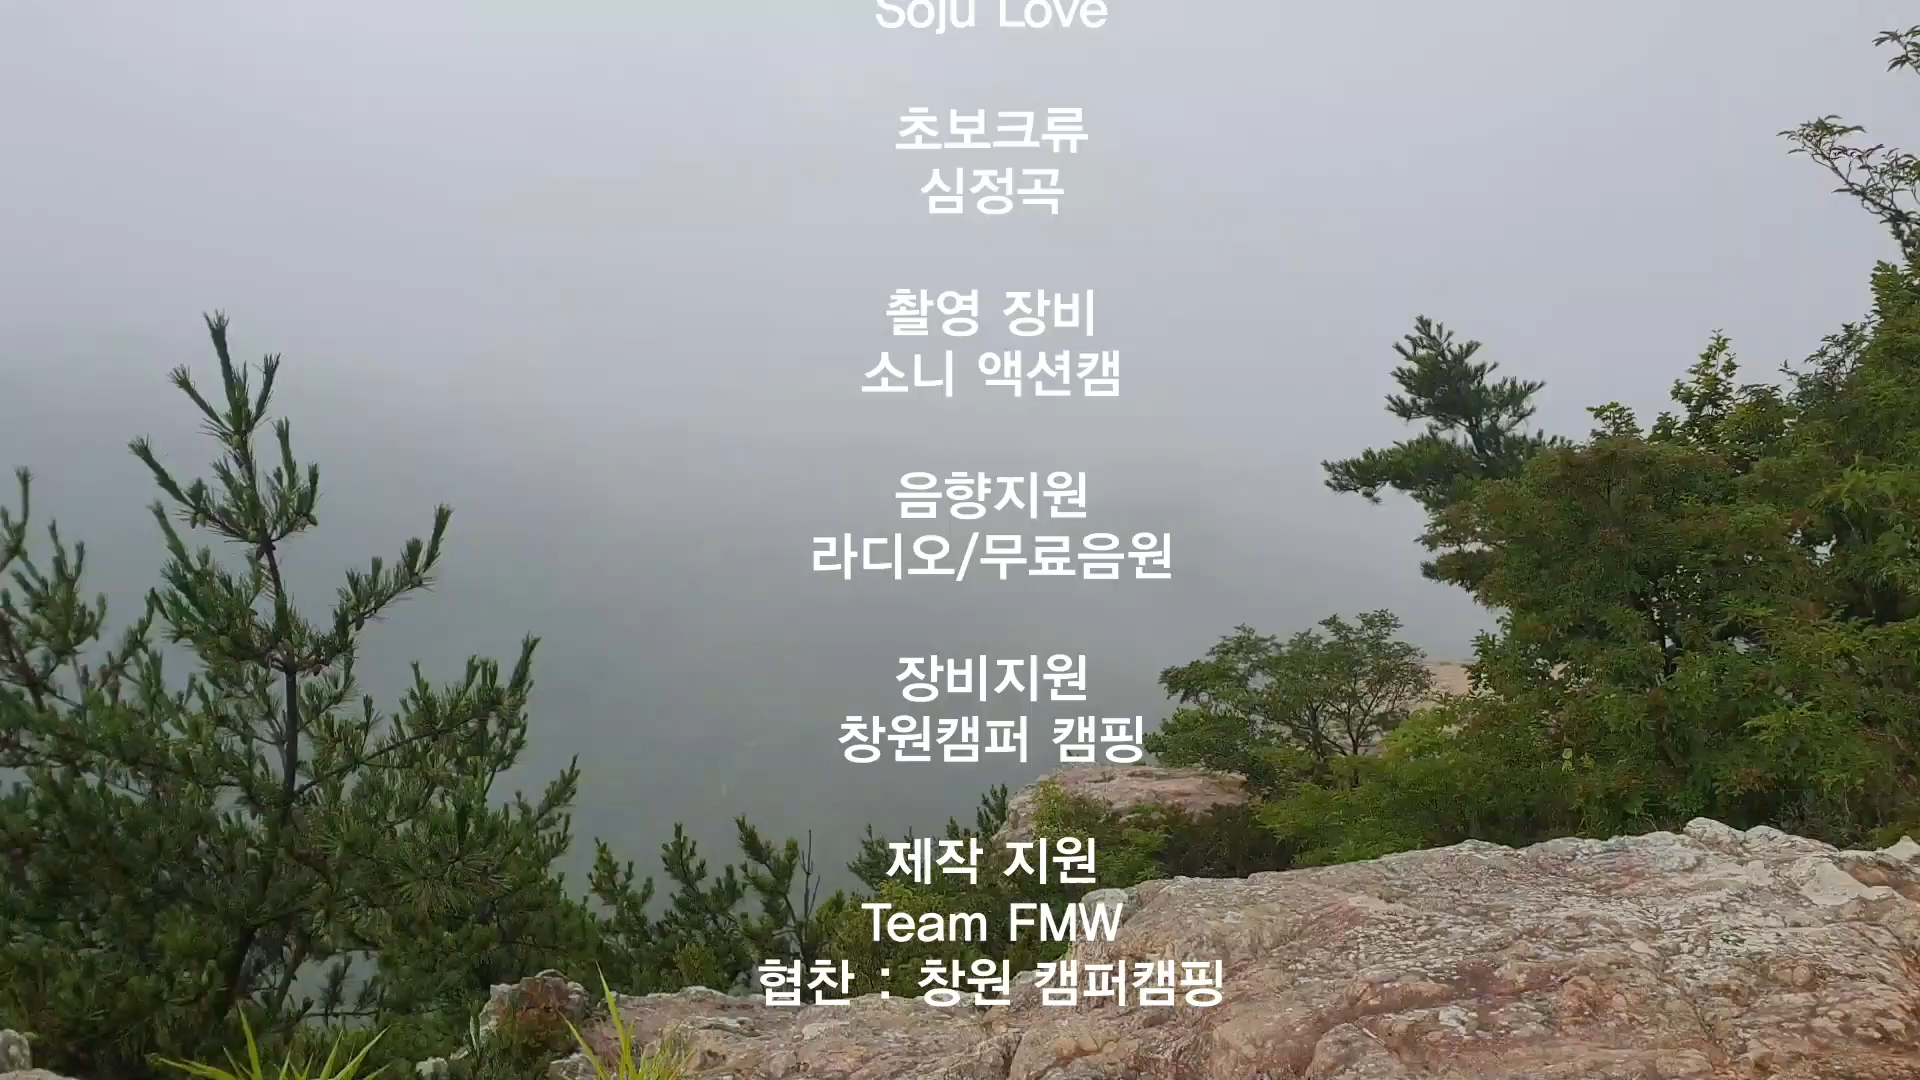 Soju Love
초보크류
심정곡
촬영 장비
소니 액션캠
음향지원
라디오/무료음원
장비지원
창원캠퍼 캠핑
제작 지원
Team FMW
협찬 : 창원 캠퍼캠핑